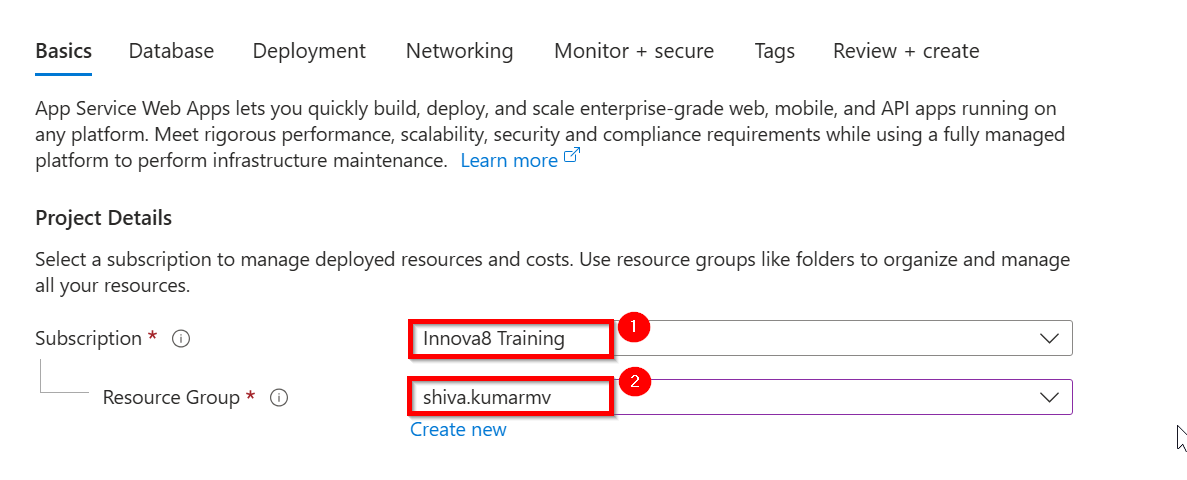 Basics Database Deployment Networking Monitor + secure Tags Review + create
App Service Web Apps lets you quickly build, deploy, and scale enterprise-grade web, mobile, and API apps running on
any platform. Meet rigorous performance, scalability, security and compliance requirements while using a fully managed
platform to perform infrastructure maintenance. Learn more
Project Details
Select a subscription to manage deployed resources and costs. Use resource groups like folders to organize and manage
all your resources.
Subscription * Innova8 Training 1
Resource Group * shiva.kumarmv 2
Create new